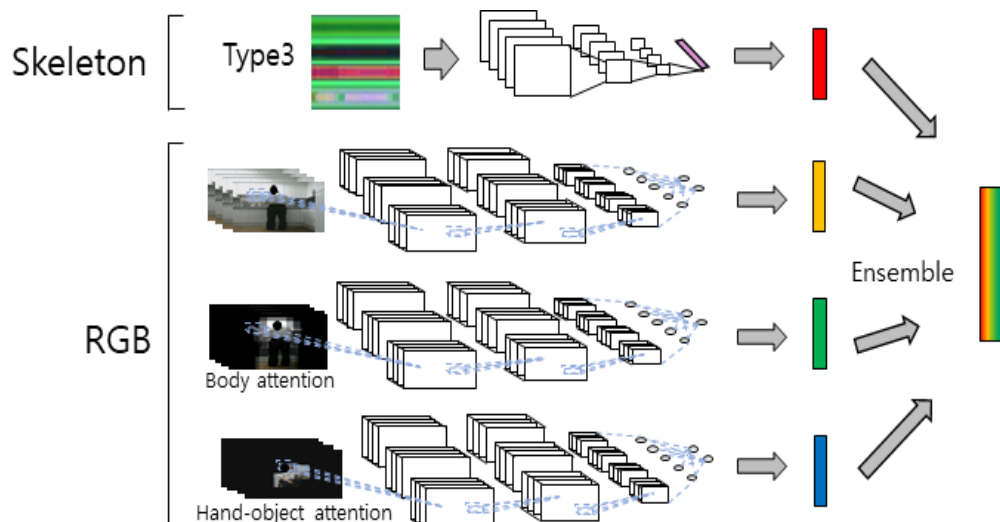 Skeleton
Type3
RGB
Body attention
Hand-object attention
Ensemble